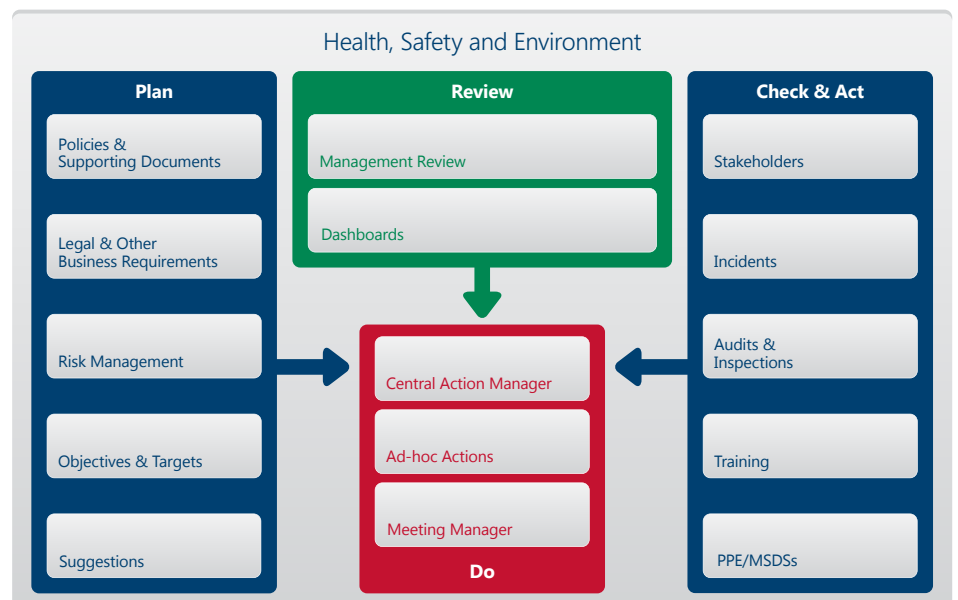 Health, Safety and Environment
Plan
Policies &
Supporting Documents
Legal & Other
Business Requirements
Risk Management
Objectives & Targets
Suggestions
Review
Management Review
Dashboards
Central Action Manager
Ad-hoc Actions
Meeting Manager
Do
Check & Act
Stakeholders
Incidents
Audits &
Inspections
Training
PPE/MSDSs